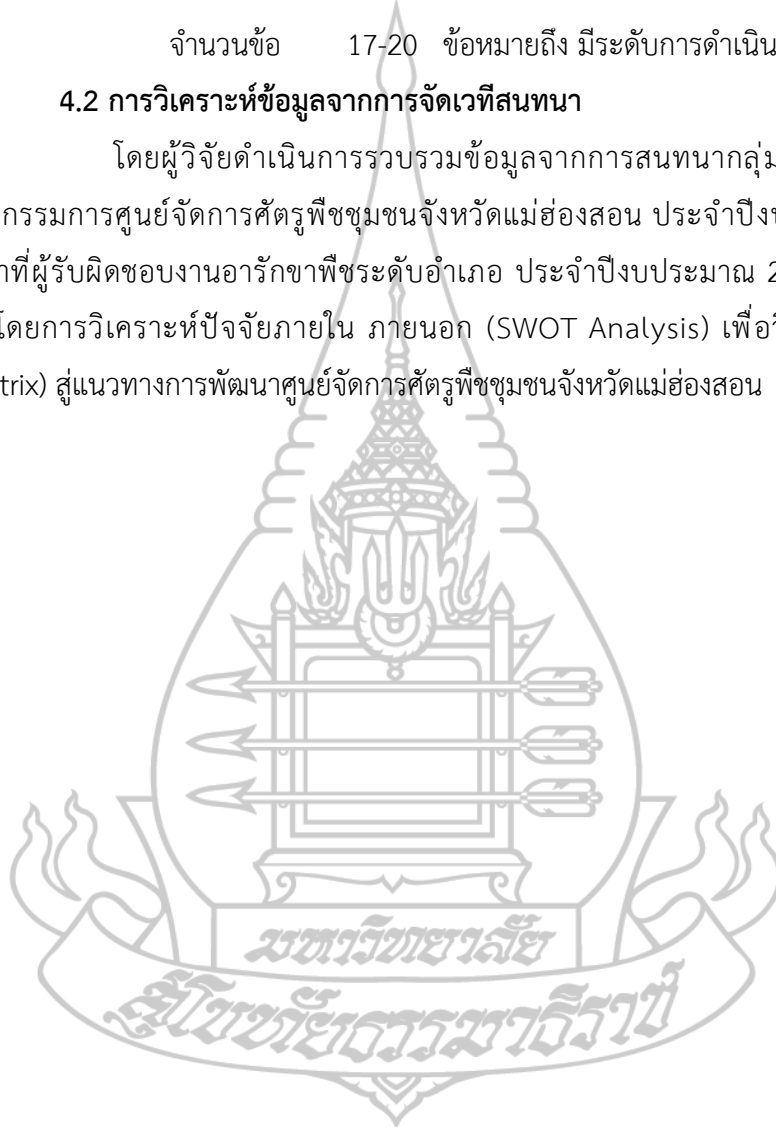 จำนวนข้อ 17-20 ข้อหมายถึง มีระดับการดำเนิน
4.2 การวิเคราะห์ข้อมูลจากการจัดเวทีสนทนา
โดยผู้วิจัยดำเนินการรวบรวมข้อมูลจากการสนทนากลุ่ม
กรรมการศูนย์จัดการศัตรูพืชชุมชนจังหวัดแม่ฮ่องสอน ประจำปีงบ
าที่ผู้รับผิดชอบงานอารักขาพืชระดับอำเภอ ประจำปีงบประมาณ 2
โดยการวิเคราะห์ปัจจัยภายใน ภายนอก (SWOT Analysis) เพื่อวิ
trix) สู่แนวทางการพัฒนาศูนย์จัดการศัตรูพืชชุมชนจังหวัดแม่ฮ่องสอน
มหาวิทยาลัย
สุโขทัยธรรมาธิราช